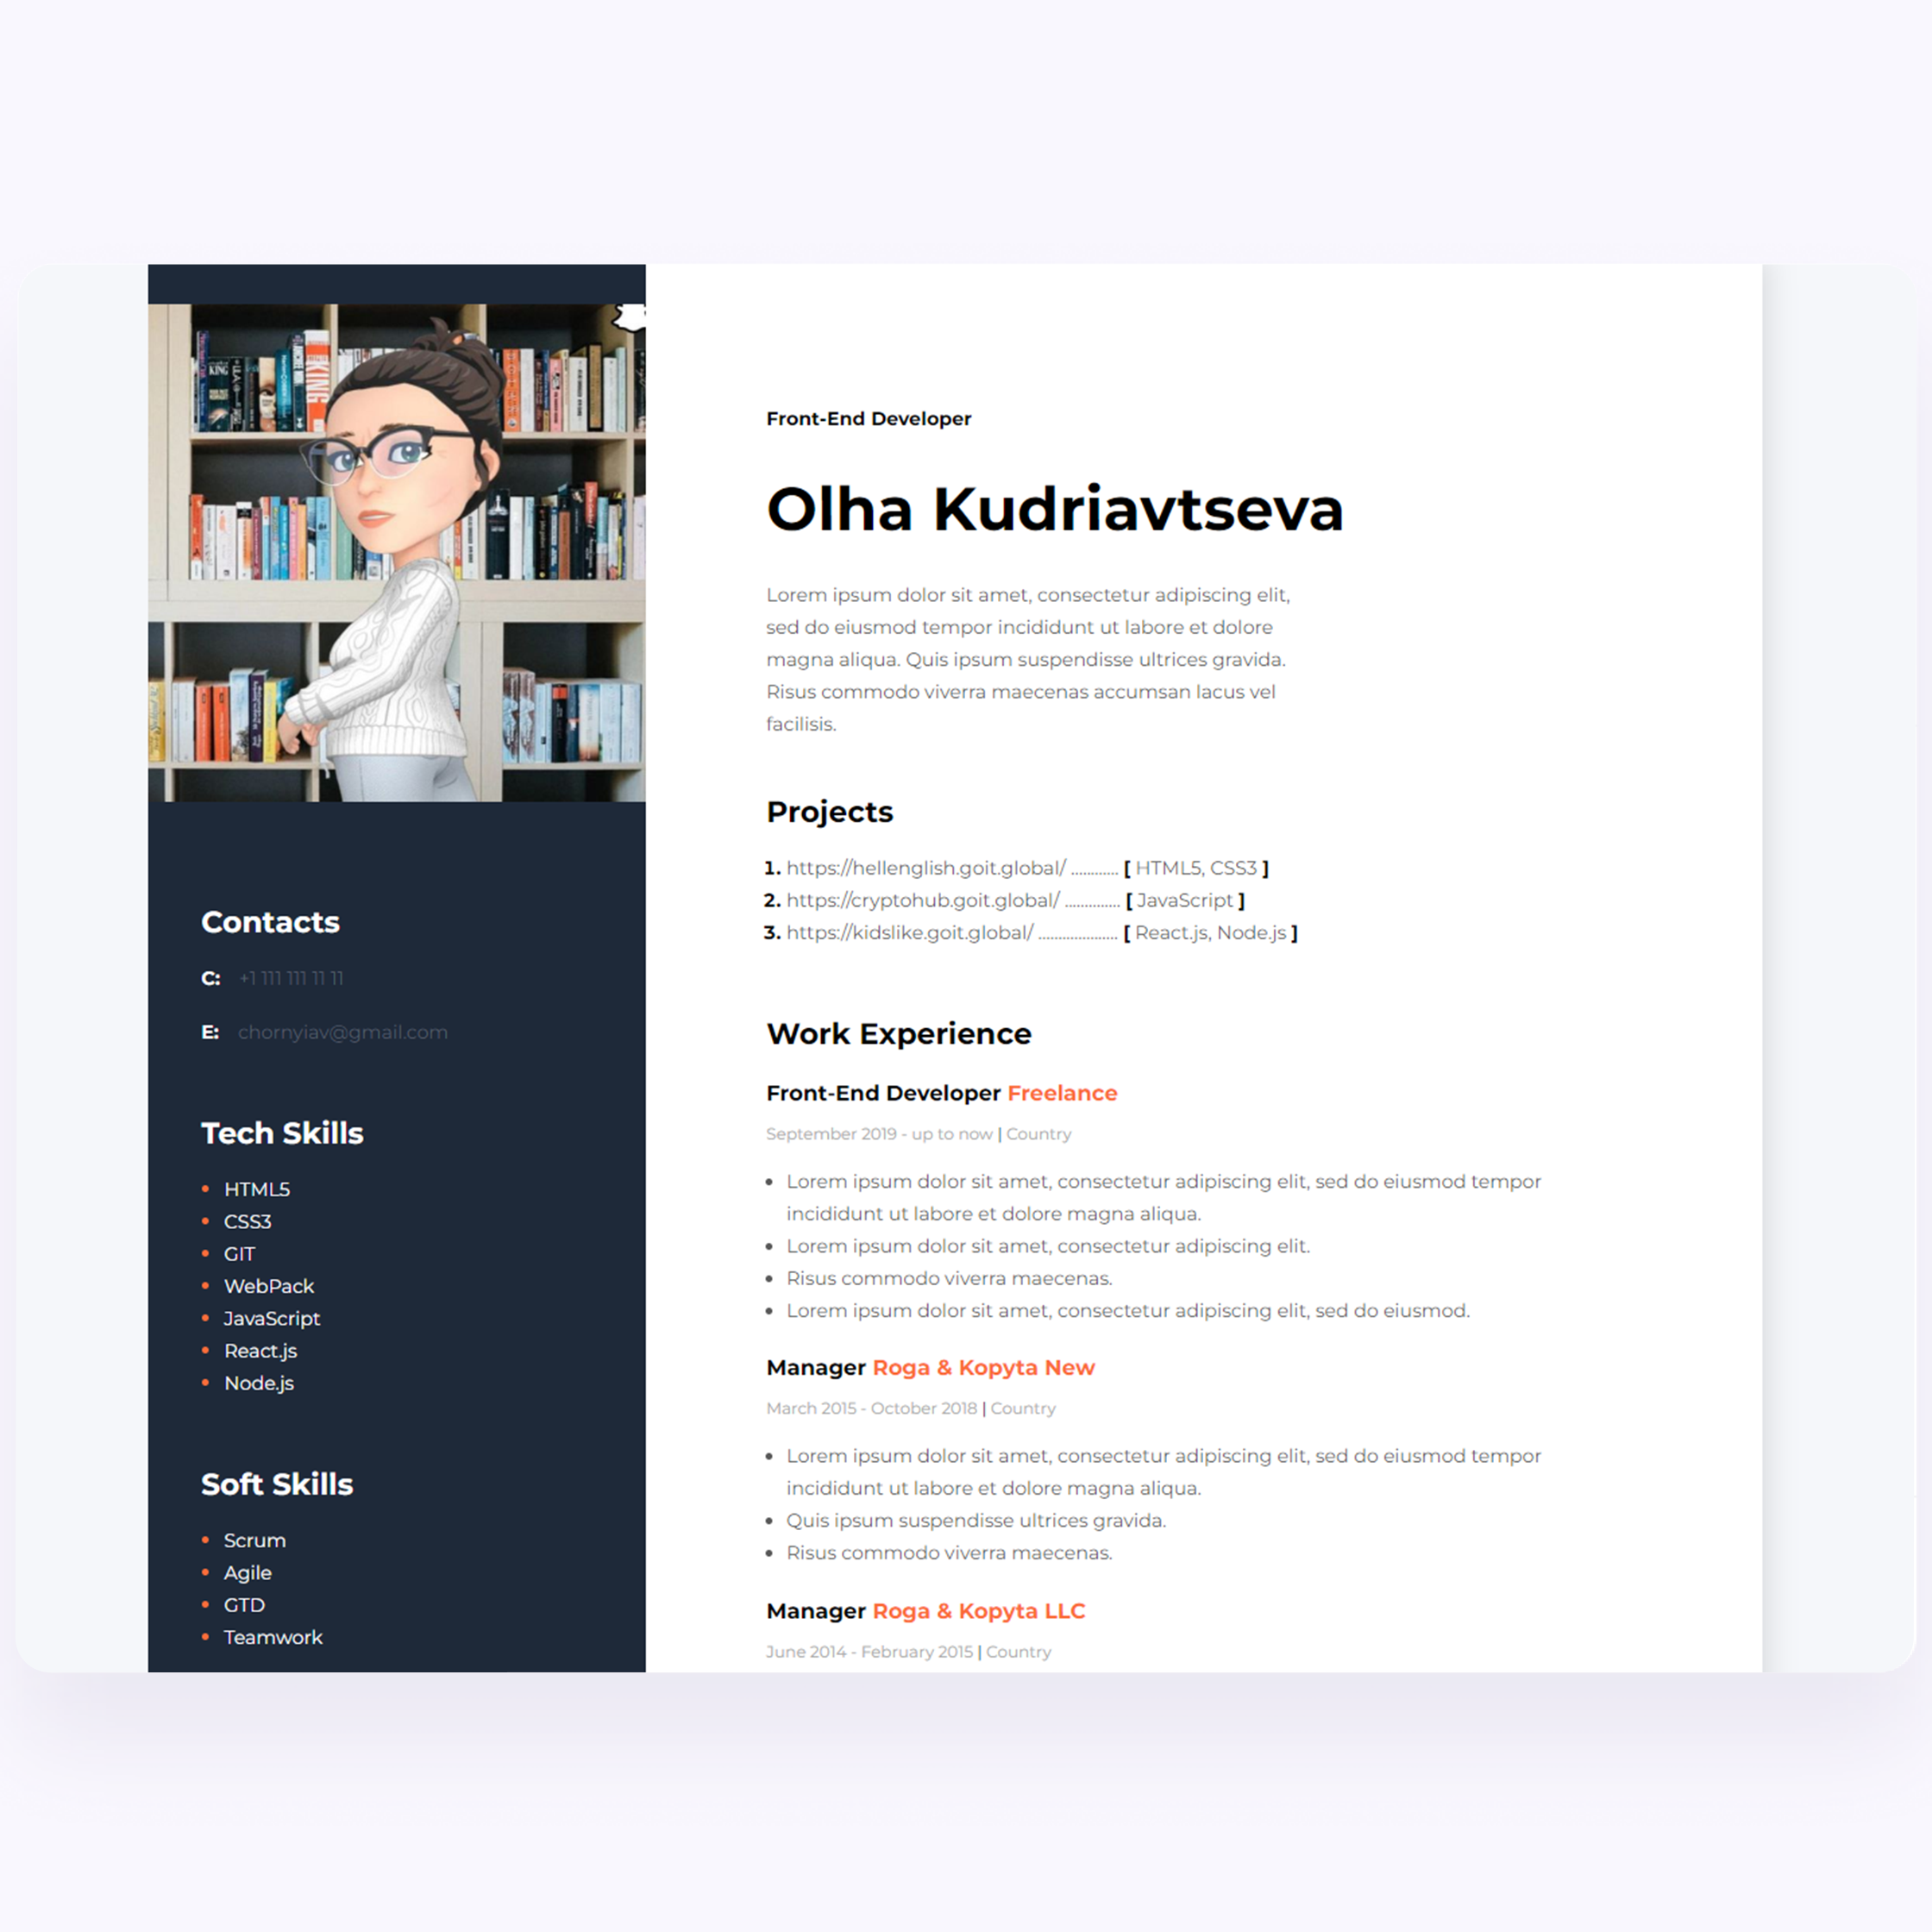 KING
KING
Contacts
C: +1 111 111 11 11
E: chornyiav@gmail.com
Tech Skills
• HTML5
• CSS3
• GIT
• WebPack
• JavaScript
• React.js
• Node.js
Soft Skills
• Scrum
• Agile
• GTD
• Teamwork
Front-End Developer
Olha Kudriavtseva
Lorem ipsum dolor sit amet, consectetur adipiscing elit,
sed do eiusmod tempor incididunt ut labore et dolore
magna aliqua. Quis ipsum suspendisse ultrices gravida.
Risus commodo viverra maecenas accumsan lacus vel
facilisis.
Projects
1. https://hellenglish.goit.global/ ............ [ HTML5, CSS3 ]
2. https://cryptohub.goit.global/ .............. [ JavaScript ]
3. https://kidslike.goit.global/ .................... [ React.js, Node.js ]
Work Experience
Front-End Developer Freelance
September 2019 - up to now | Country
• Lorem ipsum dolor sit amet, consectetur adipiscing elit, sed do eiusmod tempor
incididunt ut labore et dolore magna aliqua.
• Lorem ipsum dolor sit amet, consectetur adipiscing elit.
• Risus commodo viverra maecenas.
• Lorem ipsum dolor sit amet, consectetur adipiscing elit, sed do eiusmod.
Manager Roga & Kopyta New
March 2015 - October 2018 | Country
• Lorem ipsum dolor sit amet, consectetur adipiscing elit, sed do eiusmod tempor
incididunt ut labore et dolore magna aliqua.
• Quis ipsum suspendisse ultrices gravida.
• Risus commodo viverra maecenas.
Manager Roga & Kopyta LLC
June 2014 - February 2015 | Country